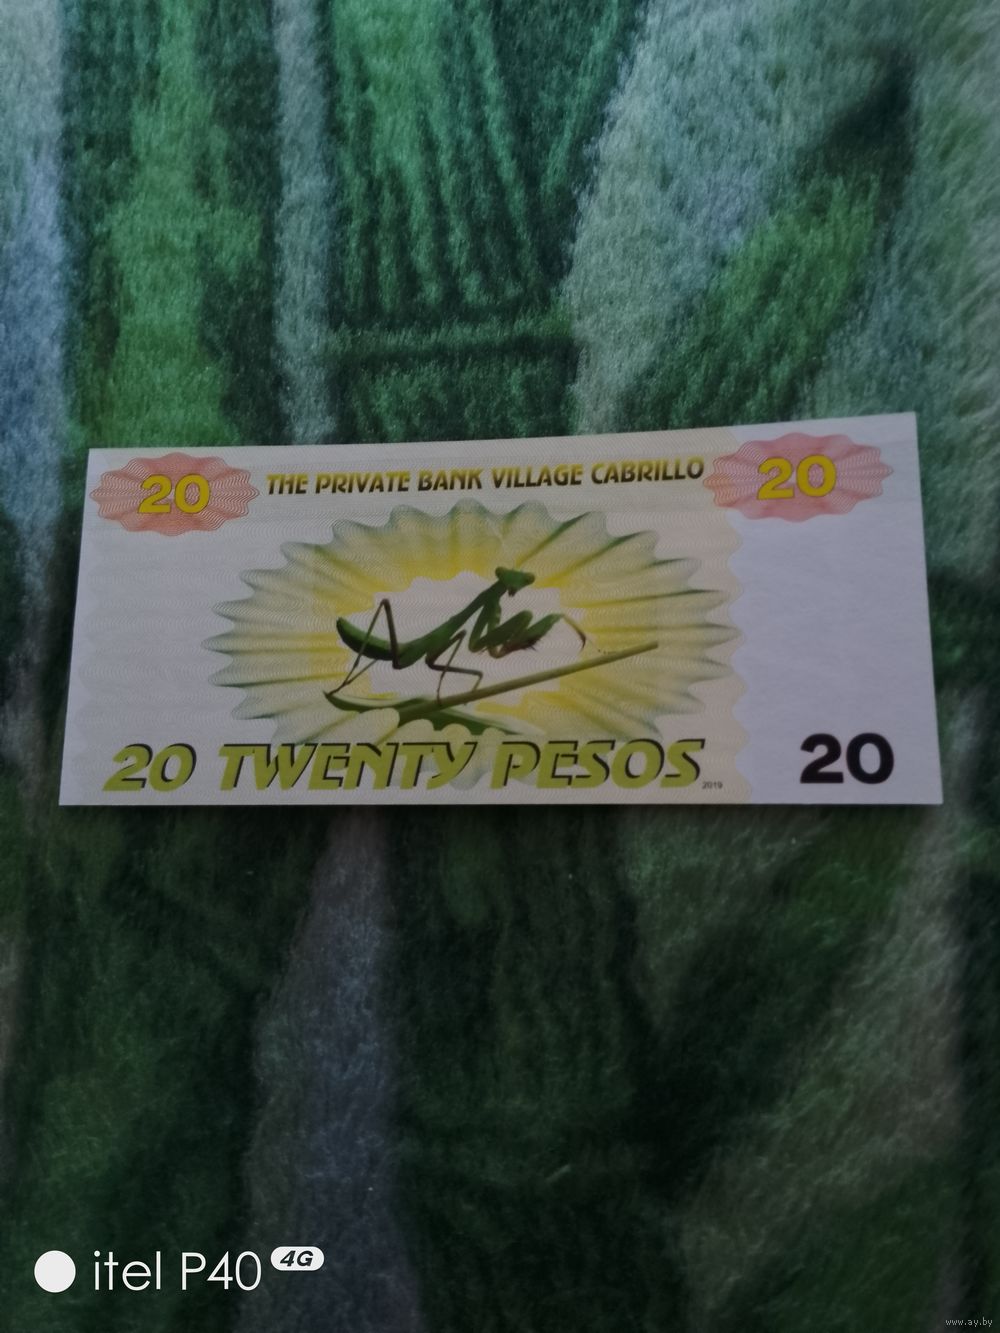 20 THE PRIVATE BANK VILLAGE CABRILLO 20
20 TWENTY PESOS
2019
20
itel P40 4G
www.ay.by